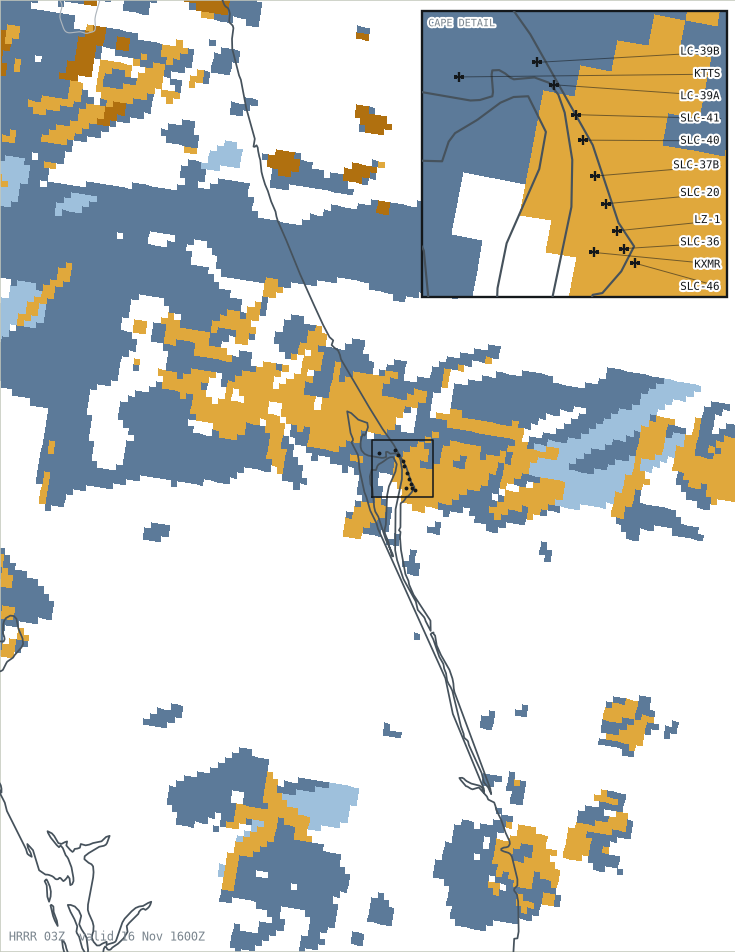 CAPE DETAIL
LC-39B
KTTS
LC-39A
SLC-41
SLC-40
SLC-37B
SLC-20
LZ-1
SLC-36
KXMR
SLC-46
HRRR 03Z  valid 16 Nov 1600Z